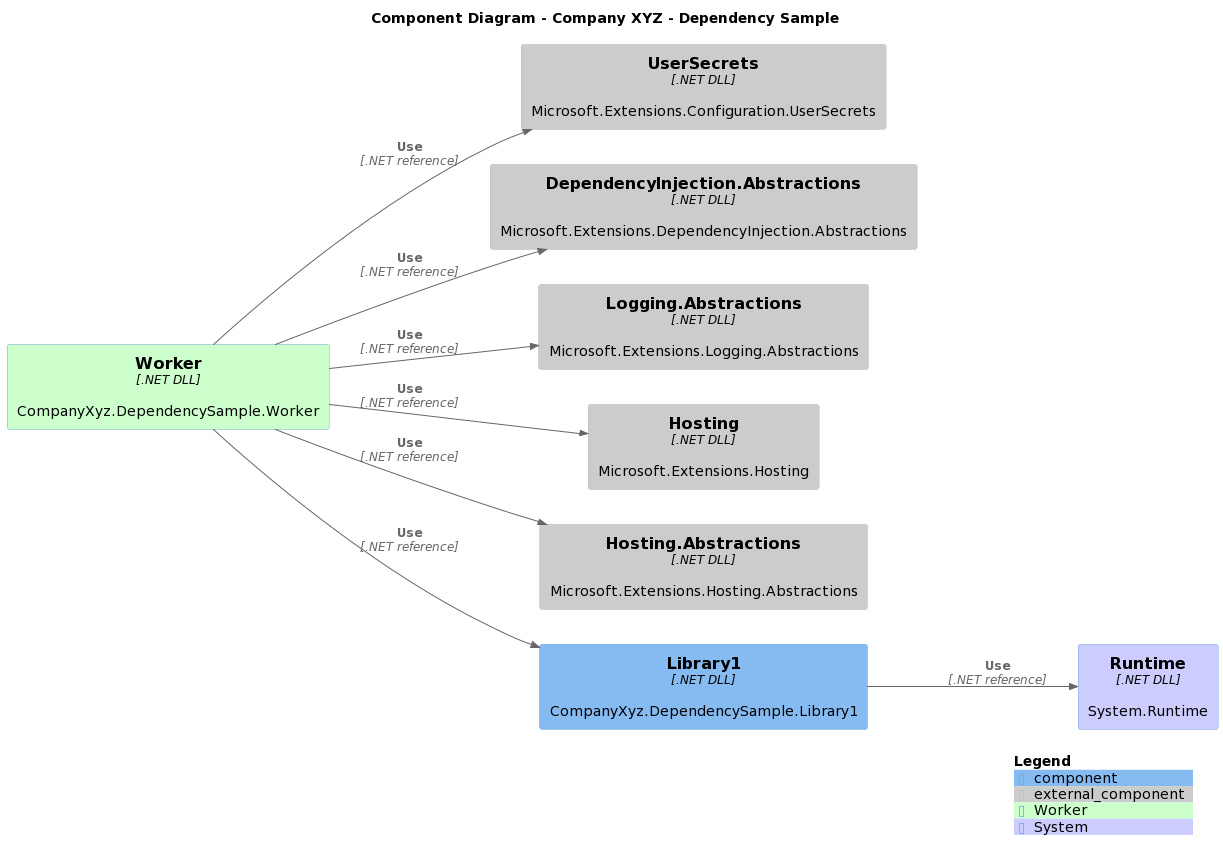 Component Diagram - Company XYZ - Dependency Sample
UserSecrets
[.NET DLL]
Microsoft.Extensions.Configuration.UserSecrets
Use
[.NET reference]
DependencyInjection.Abstractions
[.NET DLL]
Microsoft.Extensions.DependencyInjection.Abstractions
Use
[.NET reference]
Logging.Abstractions
[.NET DLL]
Microsoft.Extensions.Logging.Abstractions
Use
[.NET reference]
Worker
[.NET DLL]
CompanyXyz.DependencySample.Worker
Use
[.NET reference]
Hosting
[.NET DLL]
Microsoft.Extensions.Hosting
Use
[.NET reference]
Hosting.Abstractions
[.NET DLL]
Microsoft.Extensions.Hosting.Abstractions
Use
[.NET reference]
Library1
[.NET DLL]
CompanyXyz.DependencySample.Library1
Use
[.NET reference]
Runtime
[.NET DLL]
System.Runtime
Legend
component
external_component
Worker
System